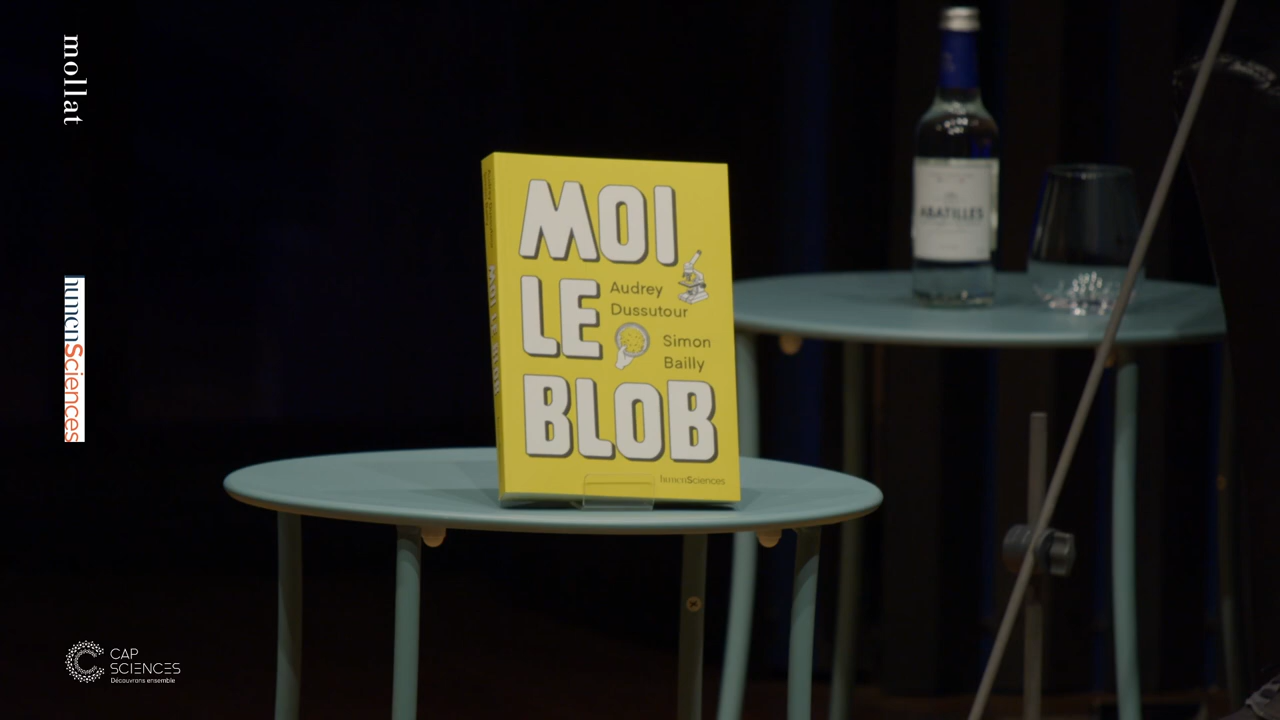 mollat
humenSciences
CAP
SCIENCES
Découvrons ensemble
MOI
LE
Audrey
Dussutour
Simon
Bailly
BLOB
humenSciences
MOI LE BLOB
ABATILLES